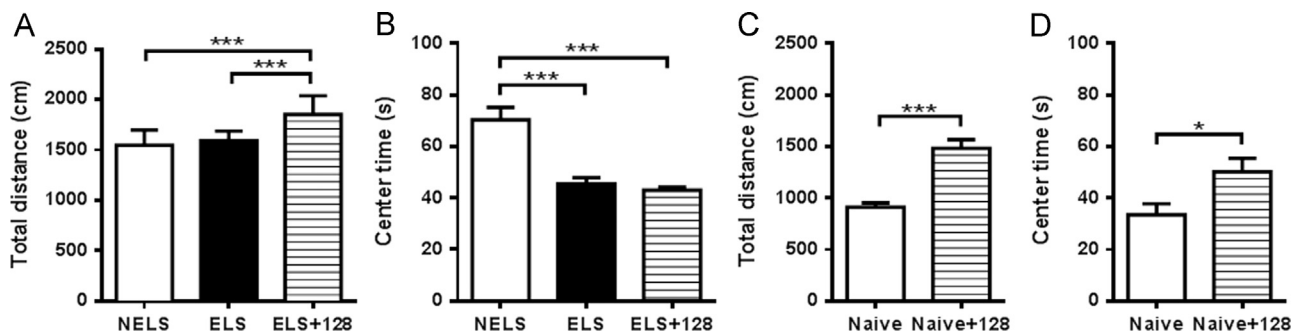 A
Total distance (cm)
2500
2000
1500
1000
500
0
***
***
NELS ELS ELS+128
B
Center time (s)
100
80
60
40
20
0
***
***
NELS ELS ELS+128
C
Total distance (cm)
2500
2000
1500
1000
500
0
***
Naive Naive+128
D
Center time (s)
100
80
60
40
20
0
*
Naive Naive+128